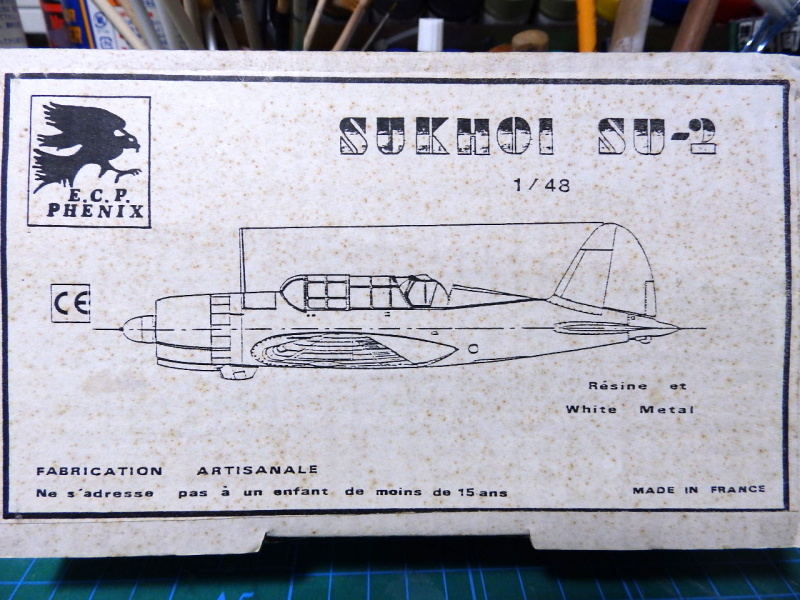 SUKHOI SU-2
1/48
E.C.P.
PHENIX
CE
Résine et
White Metal
FABRICATION ARTISANALE
Ne s'adresse pas à un enfant de moins de 15 ans
MADE IN FRANCE